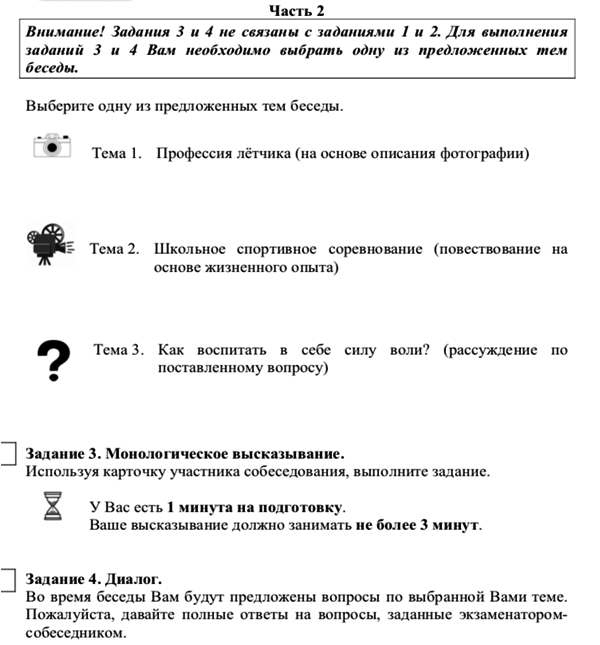 Часть 2
Внимание! Задания 3 и 4 не связаны с заданиями 1 и 2. Для выполнения
заданий 3 и 4 Вам необходимо выбрать одну из предложенных тем
беседы.
Выберите одну из предложенных тем беседы.
Тема 1. Профессия лётчика (на основе описания фотографии)
Тема 2. Школьное спортивное соревнование (повествование на
основе жизненного опыта)
?
Тема 3. Как воспитать в себе силу воли? (рассуждение по
поставленному вопросу)
Задание 3. Монологическое высказывание.
Используя карточку участника собеседования, выполните задание.
У Вас есть 1 минута на подготовку.
Ваше высказывание должно занимать не более 3 минут.
Задание 4. Диалог.
Во время беседы Вам будут предложены вопросы по выбранной Вами теме.
Пожалуйста, давайте полные ответы на вопросы, заданные экзаменатором-
собеседником.